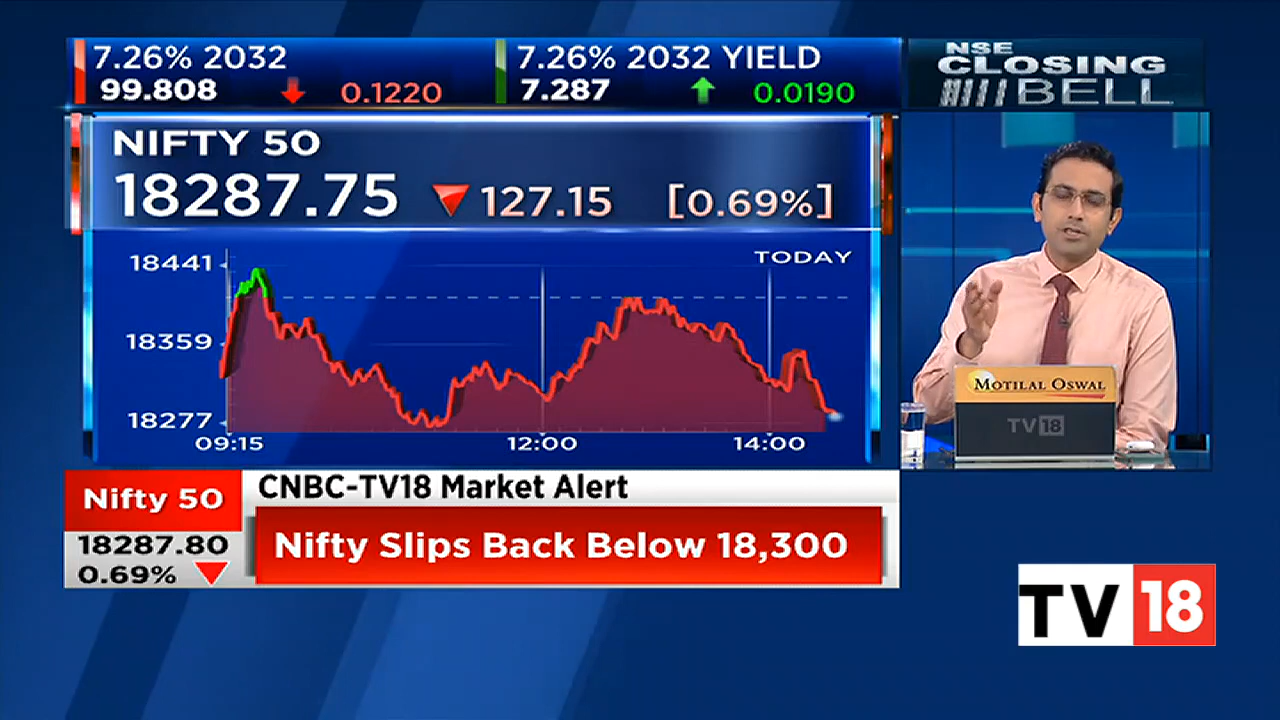 7.26% 2032
99.808 0.1220
7.26% 2032 YIELD
7.287 0.0190
NSE
CLOSING
BELL
NIFTY 50
18287.75 127.15 [0.69%]
TODAY
18441
18359
18277
09:15 12:00 14:00
MOTILAL OSWAL
TV18
Nifty 50
18287.80
0.69%
CNBC-TV18 Market Alert
Nifty Slips Back Below 18,300
TV18